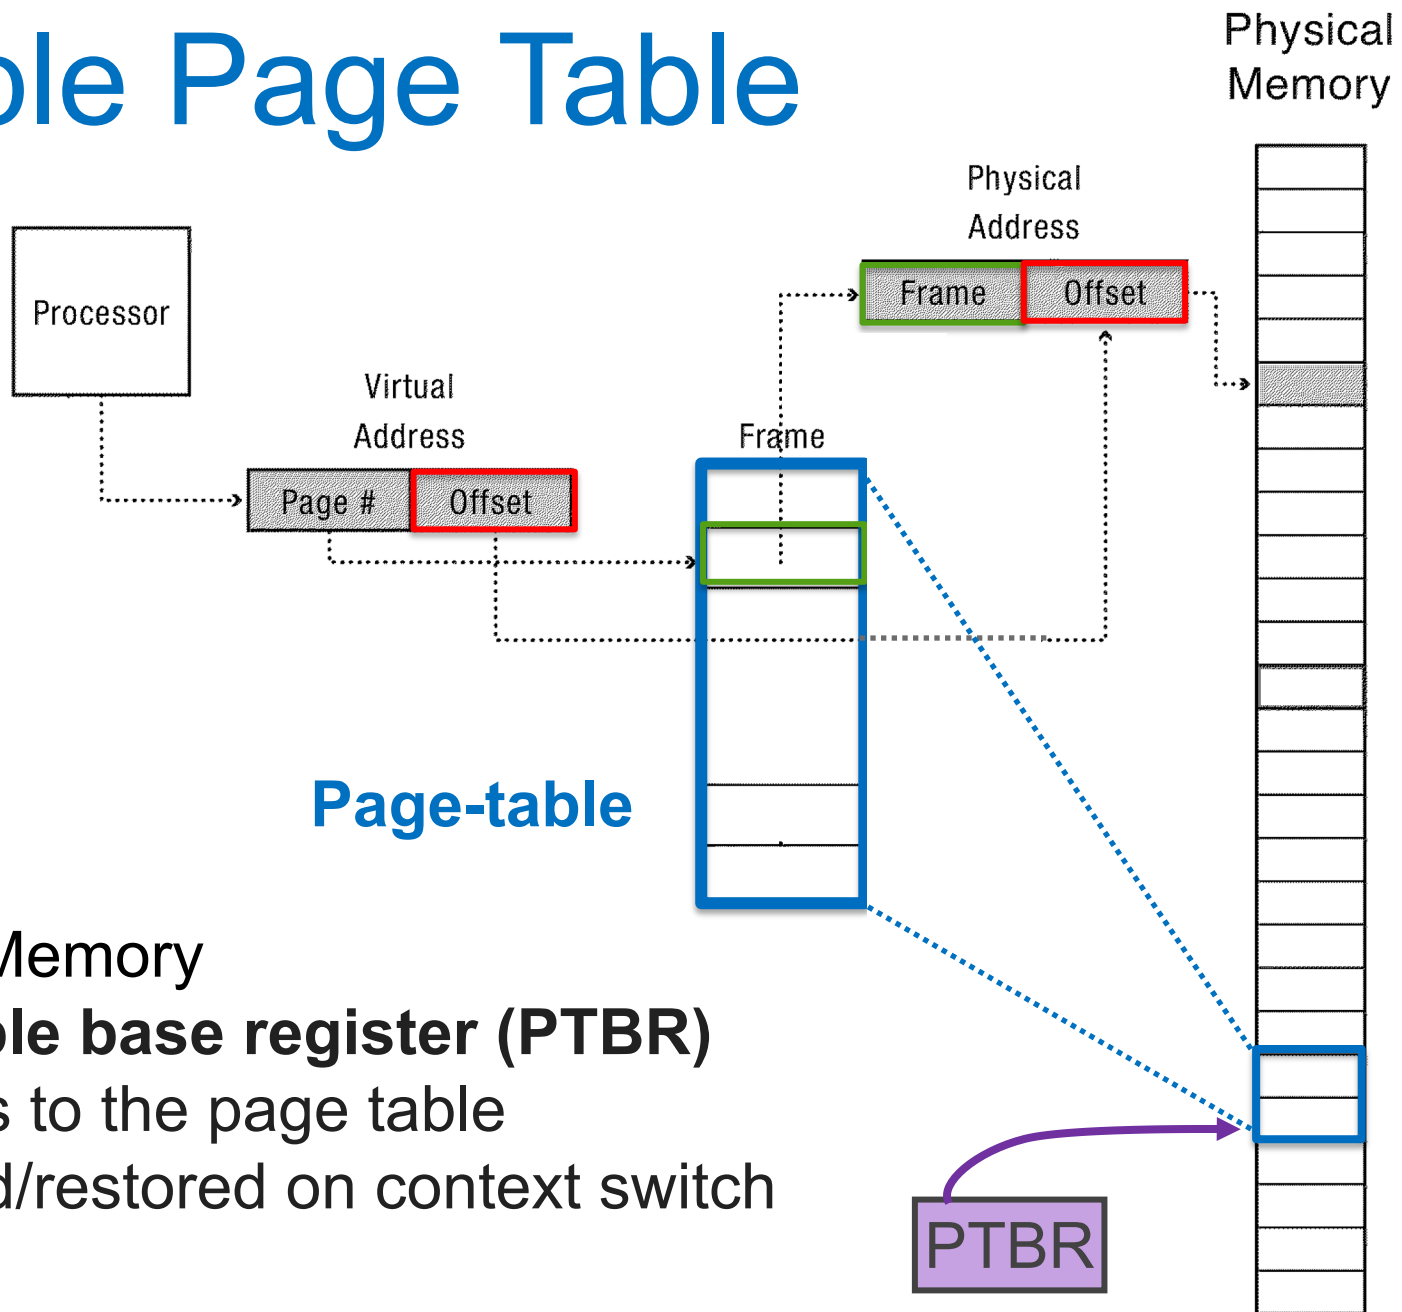 ole Page Table
Physical
Memory
Physical
Address
Frame
Offset
Processor
Virtual
Address
Page #
Offset
Frame
Page-table
Memory
ble base register (PTBR)
s to the page table
d/restored on context switch
PTBR